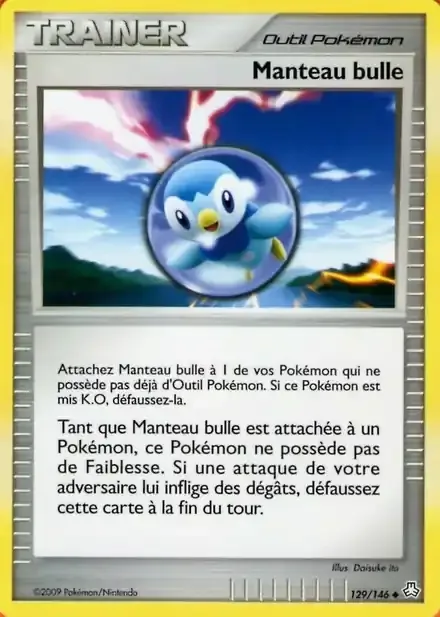 TRAINER
Outil Pokémon
Manteau bulle
Attachez Manteau bulle à 1 de vos Pokémon qui ne
possède pas déjà d'Outil Pokémon. Si ce Pokémon est
mis K.O, défaussez-la.
Tant que Manteau bulle est attachée à un
Pokémon, ce Pokémon ne possède pas
de Faiblesse. Si une attaque de votre
adversaire lui inflige des dégâts, défaussez
cette carte à la fin du tour.
Illus. Daisuke Ito
©2009 Pokémon/Nintendo
129/146